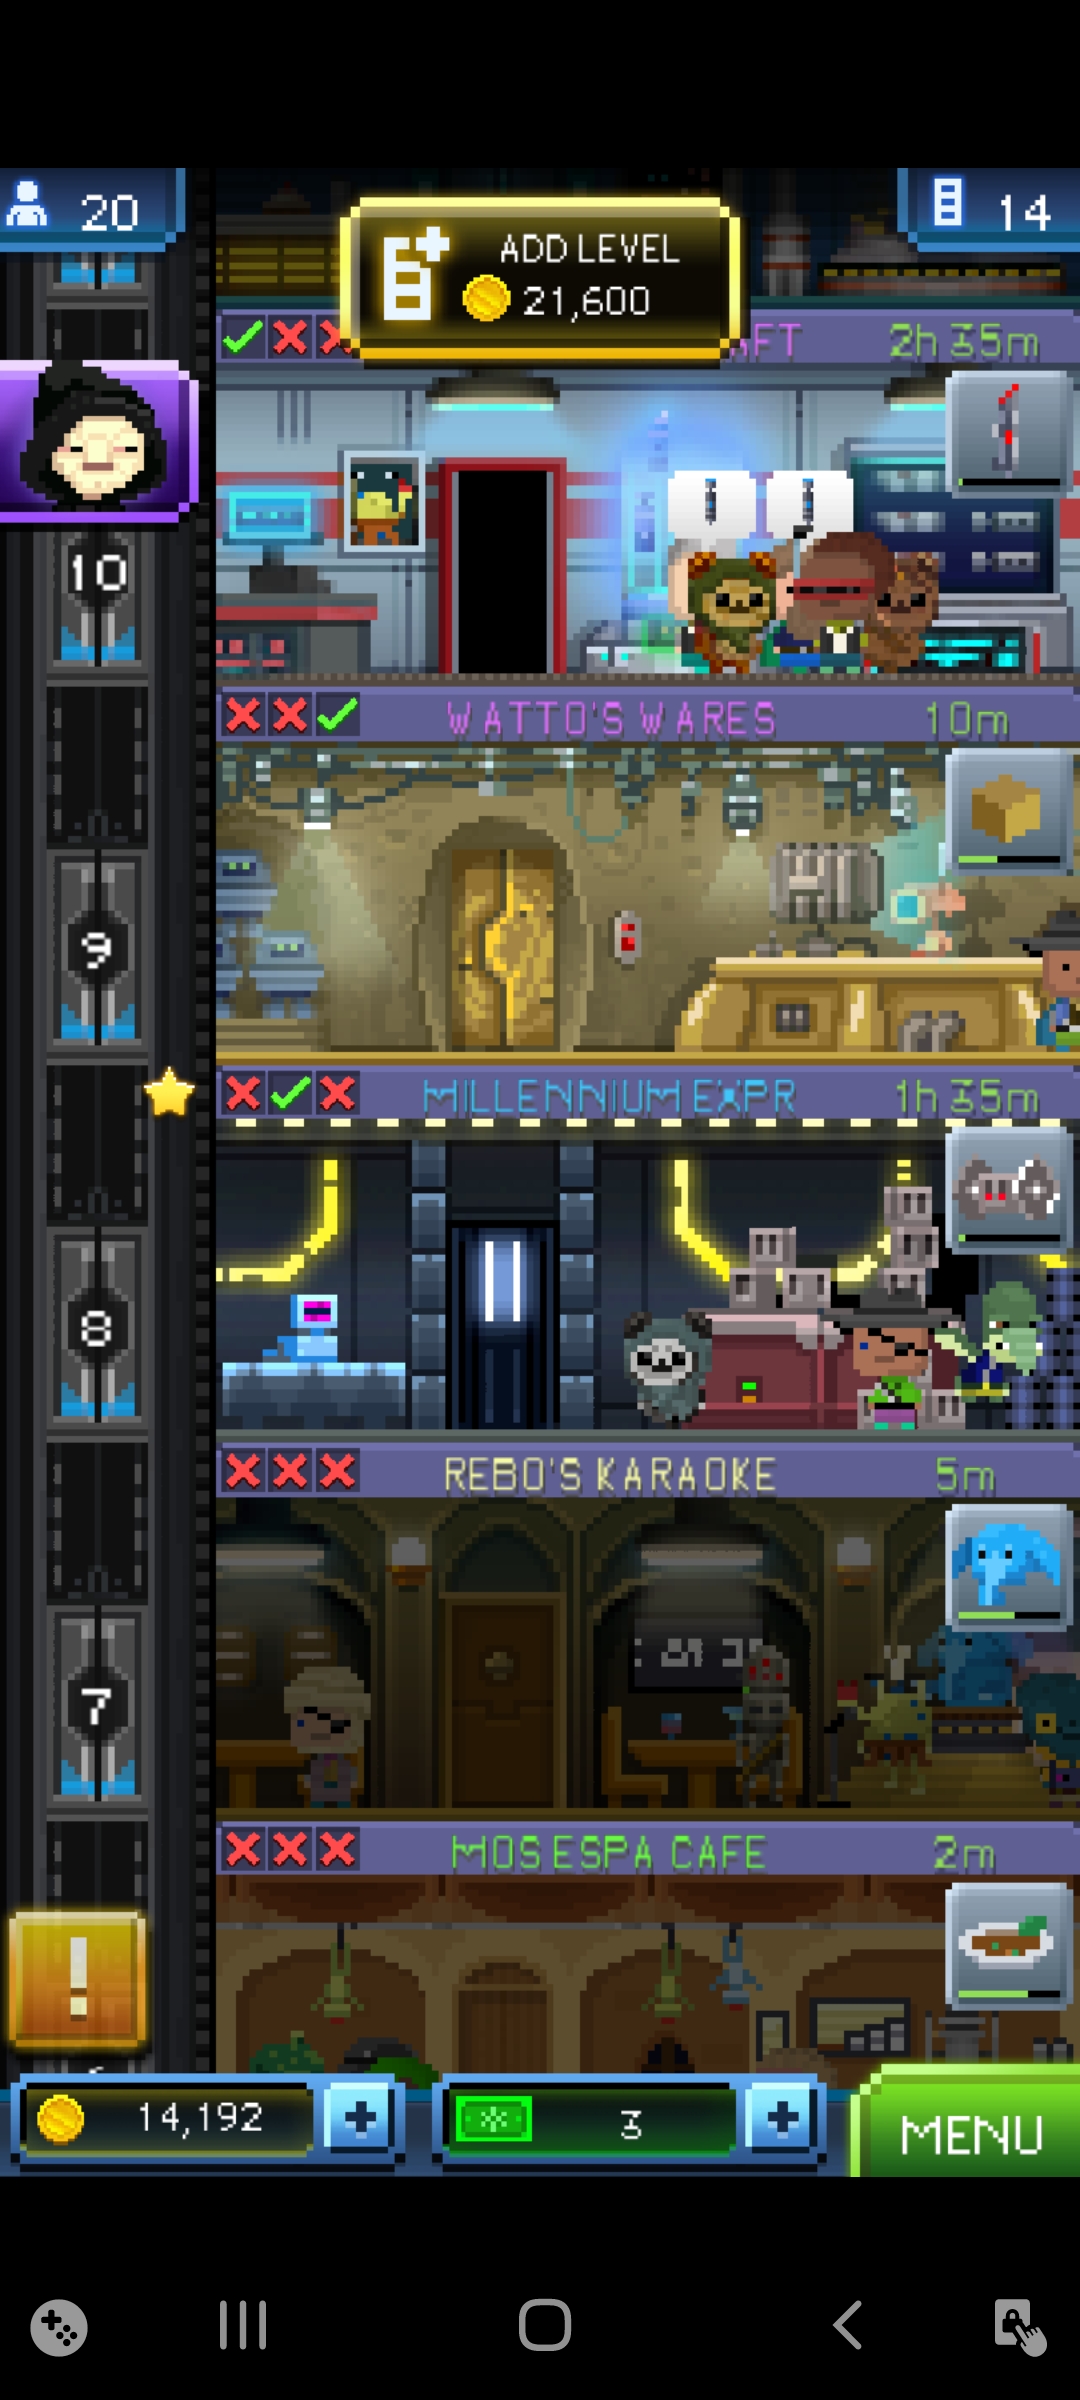 20
14
ADD LEVEL
21,600
2h 35m
10
WATTO'S WARES
10m
9
MILLENNIUM EXPR
1h 35m
8
REBO'S KARAOKE
5m
7
MOS ESPA CAFE
2m
!
14,192
+
3
+
MENU